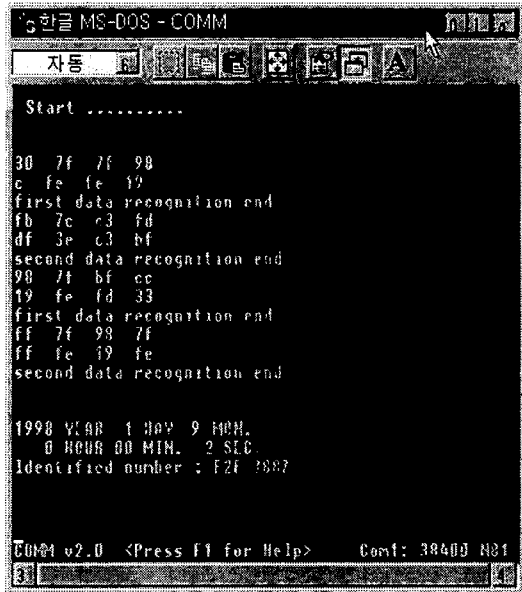 한글 MS-DOS - COMM
자동
Start ..........
30 7f 7f 98
c fe fe 19
first data recognition end
fb 7c c3 fd
df 3e c3 bf
second data recognition end
98 7f bf cc
19 fe fd 33
first data recognition end
ff 7f 98 7f
ff fe 19 fe
second data recognition end
1998 YEAR 1 DAY 9 MON.
0 HOUR 00 MIN. 2 SEC.
Identified number : F2F
COMM v2.0 <Press F1 for Help> Com1: 38400 N81